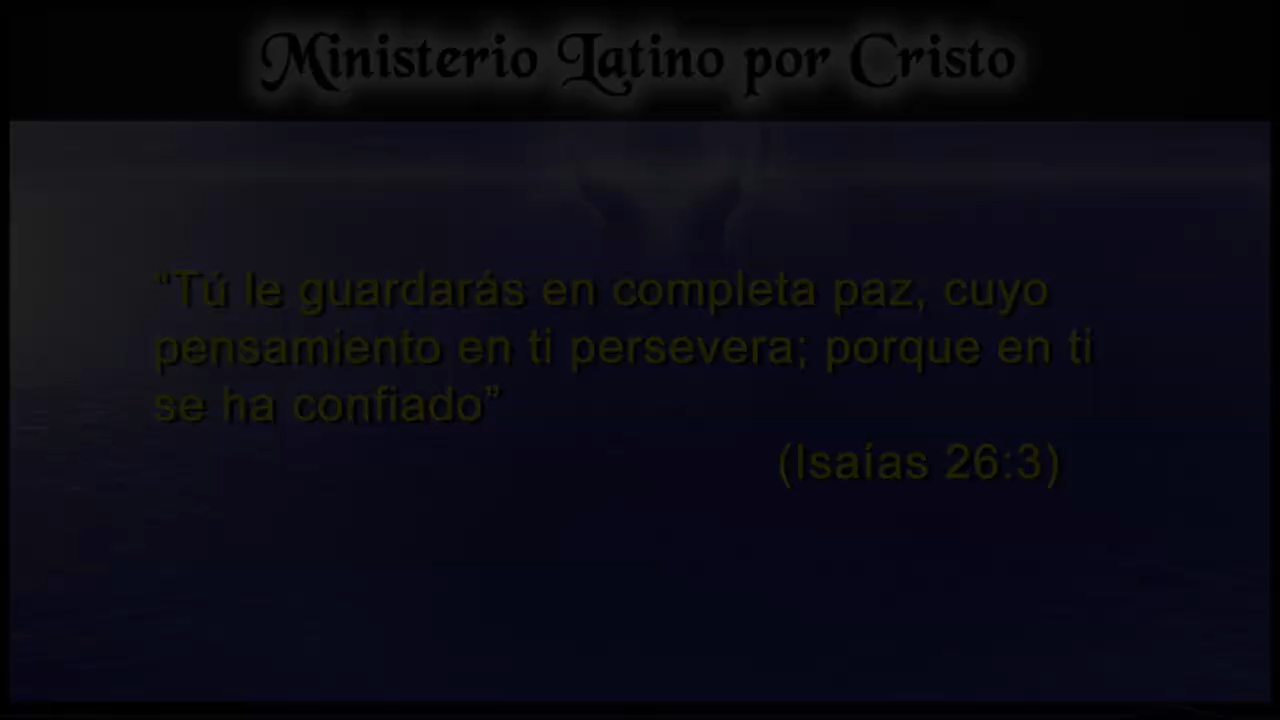 Ministerio Latino por Cristo
“Tú le guardarás en completa paz, cuyo
pensamiento en ti persevera; porque en ti
se ha confiado”
(Isaías 26:3)